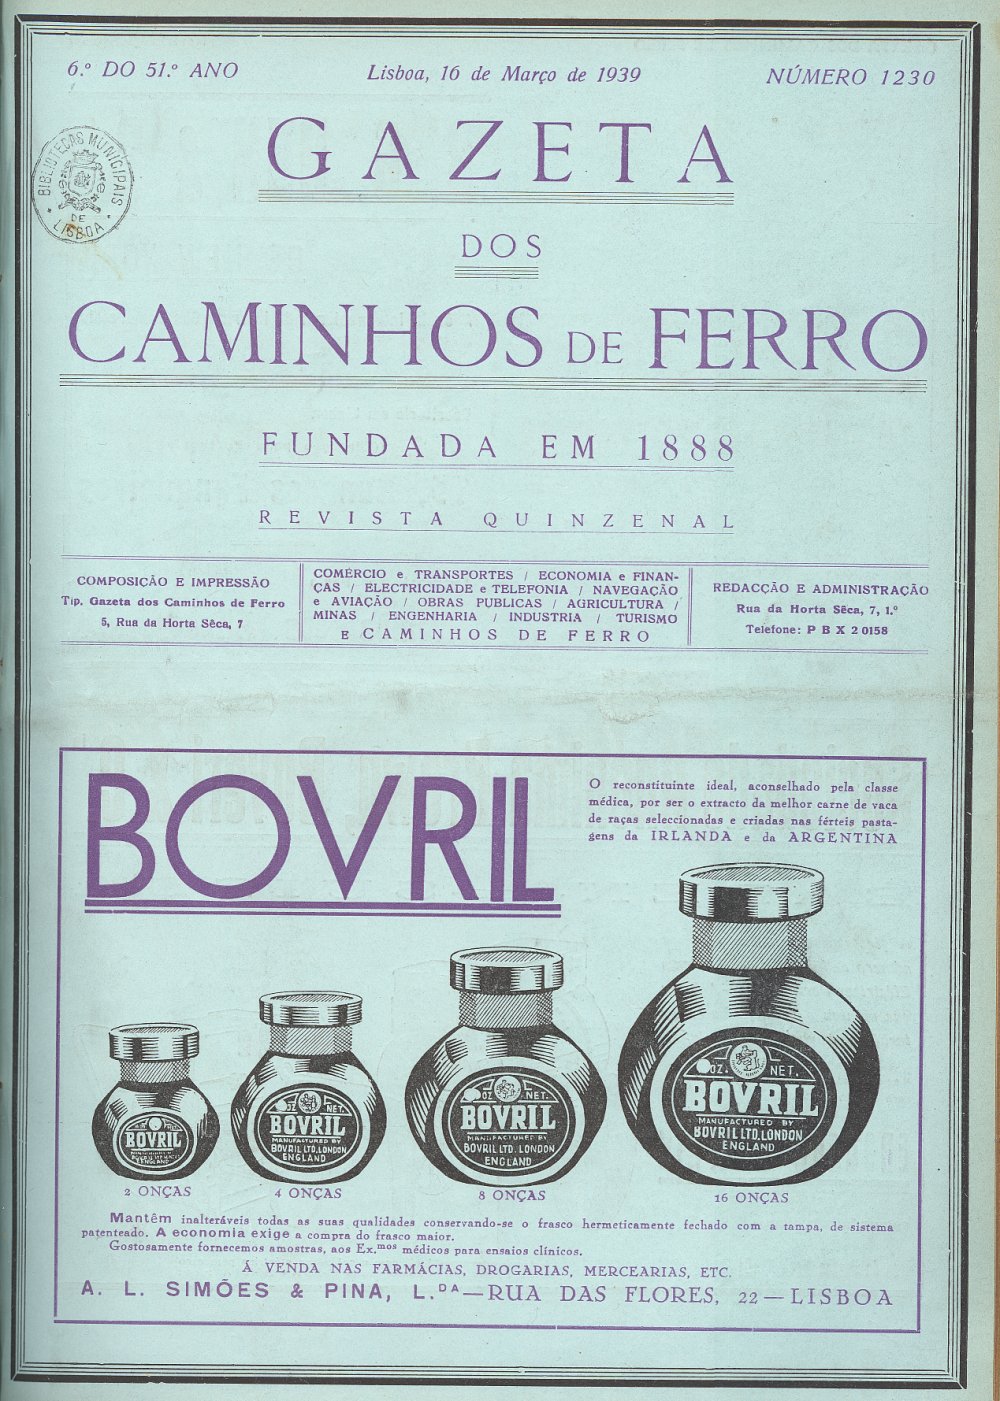 6.º DO 51.º ANO
Lisboa, 16 de Março de 1939
NÚMERO 1230
BIBLIOTECAS MUNICIPAIS
DE
LISBOA
GAZETA
DOS
CAMINHOS DE FERRO
FUNDADA EM 1888
REVISTA QUINZENAL
COMPOSIÇÃO E IMPRESSÃO
Tip. Gazeta dos Caminhos de Ferro
5, Rua da Horta Sêca, 7
COMÉRCIO e TRANSPORTES / ECONOMIA e FINAN-
ÇAS / ELECTRICIDADE e TELEFONIA / NAVEGAÇÃO
e AVIAÇÃO / OBRAS PUBLICAS / AGRICULTURA /
MINAS / ENGENHARIA / INDUSTRIA / TURISMO
E CAMINHOS DE FERRO
REDACÇÃO E ADMINISTRAÇÃO
Rua da Horta Sêca, 7, 1.º
Telefone: P B X 2 0158
BOVRIL
O reconstituinte ideal, aconselhado pela classe
médica, por ser o extracto da melhor carne de vaca
de raças seleccionadas e criadas nas férteis pasta-
gens da IRLANDA e da ARGENTINA
BOVRIL
ENGLAND
2 ONÇAS
OZ. NET.
BOVRIL
MANUFACTURED BY
BOVRIL LTD. LONDON
ENGLAND
4 ONÇAS
OZ. NET.
BOVRIL
MANUFACTURED BY
BOVRIL LTD. LONDON
ENGLAND
8 ONÇAS
OZ. NET.
BOVRIL
MANUFACTURED BY
BOVRIL LTD. LONDON
ENGLAND
16 ONÇAS
Mantêm inalteráveis todas as suas qualidades conservando-se o frasco hermeticamente fechado com a tampa, de sistema
patenteado. A economia exige a compra do frasco maior.
Gostosamente fornecemos amostras, aos Ex.mos médicos para ensaios clínicos.
Á VENDA NAS FARMÁCIAS, DROGARIAS, MERCEARIAS, ETC.
A. L. SIMÕES & PINA, L.DA—RUA DAS FLORES, 22—LISBOA